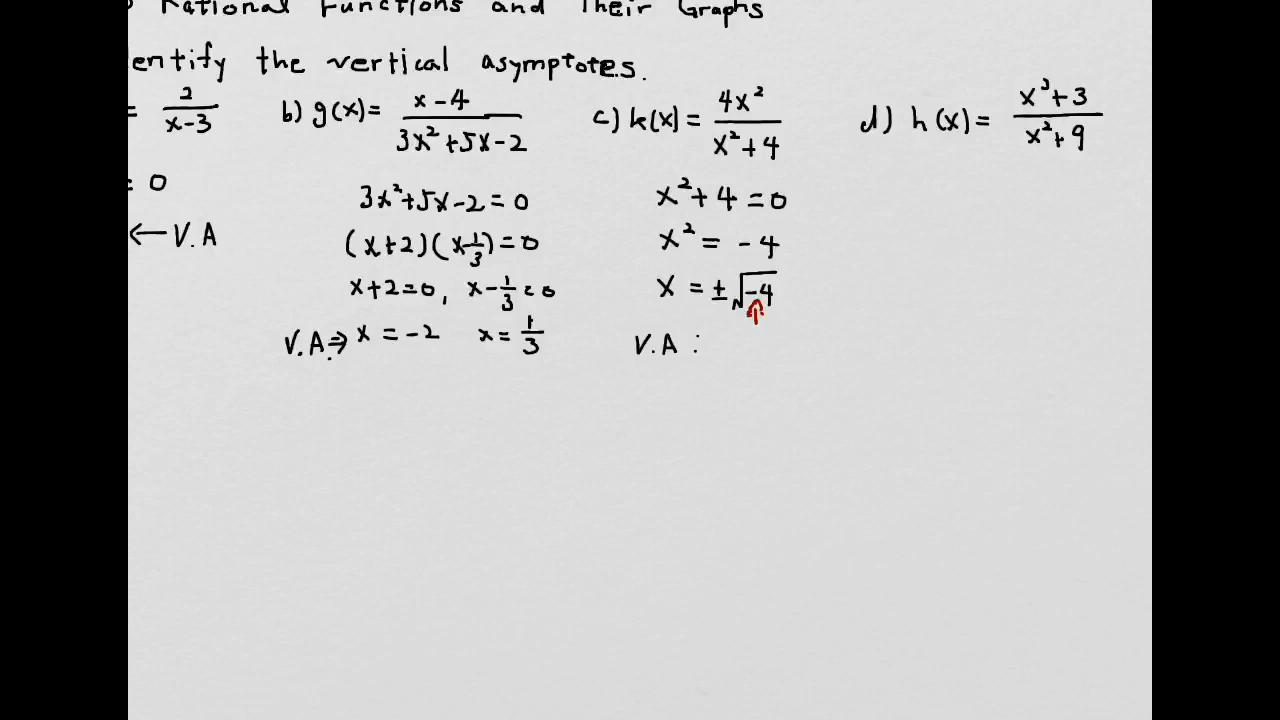 Rational Functions and Their Graphs
entify the vertical asymptotes.
= 2/(x-3)
= 0
← V.A
b) g(x) = (x-4)/(3x²+5x-2)
3x²+5x-2=0
(x+2)(x-1/3)=0
x+2=0, x-1/3=0
V.A:⇒ x = -2 x = 1/3
c) k(x) = 4x²/(x²+4)
x²+4=0
x² = -4
x = ±√-4
V.A :
d) h(x) = (x³+3)/(x²+9)